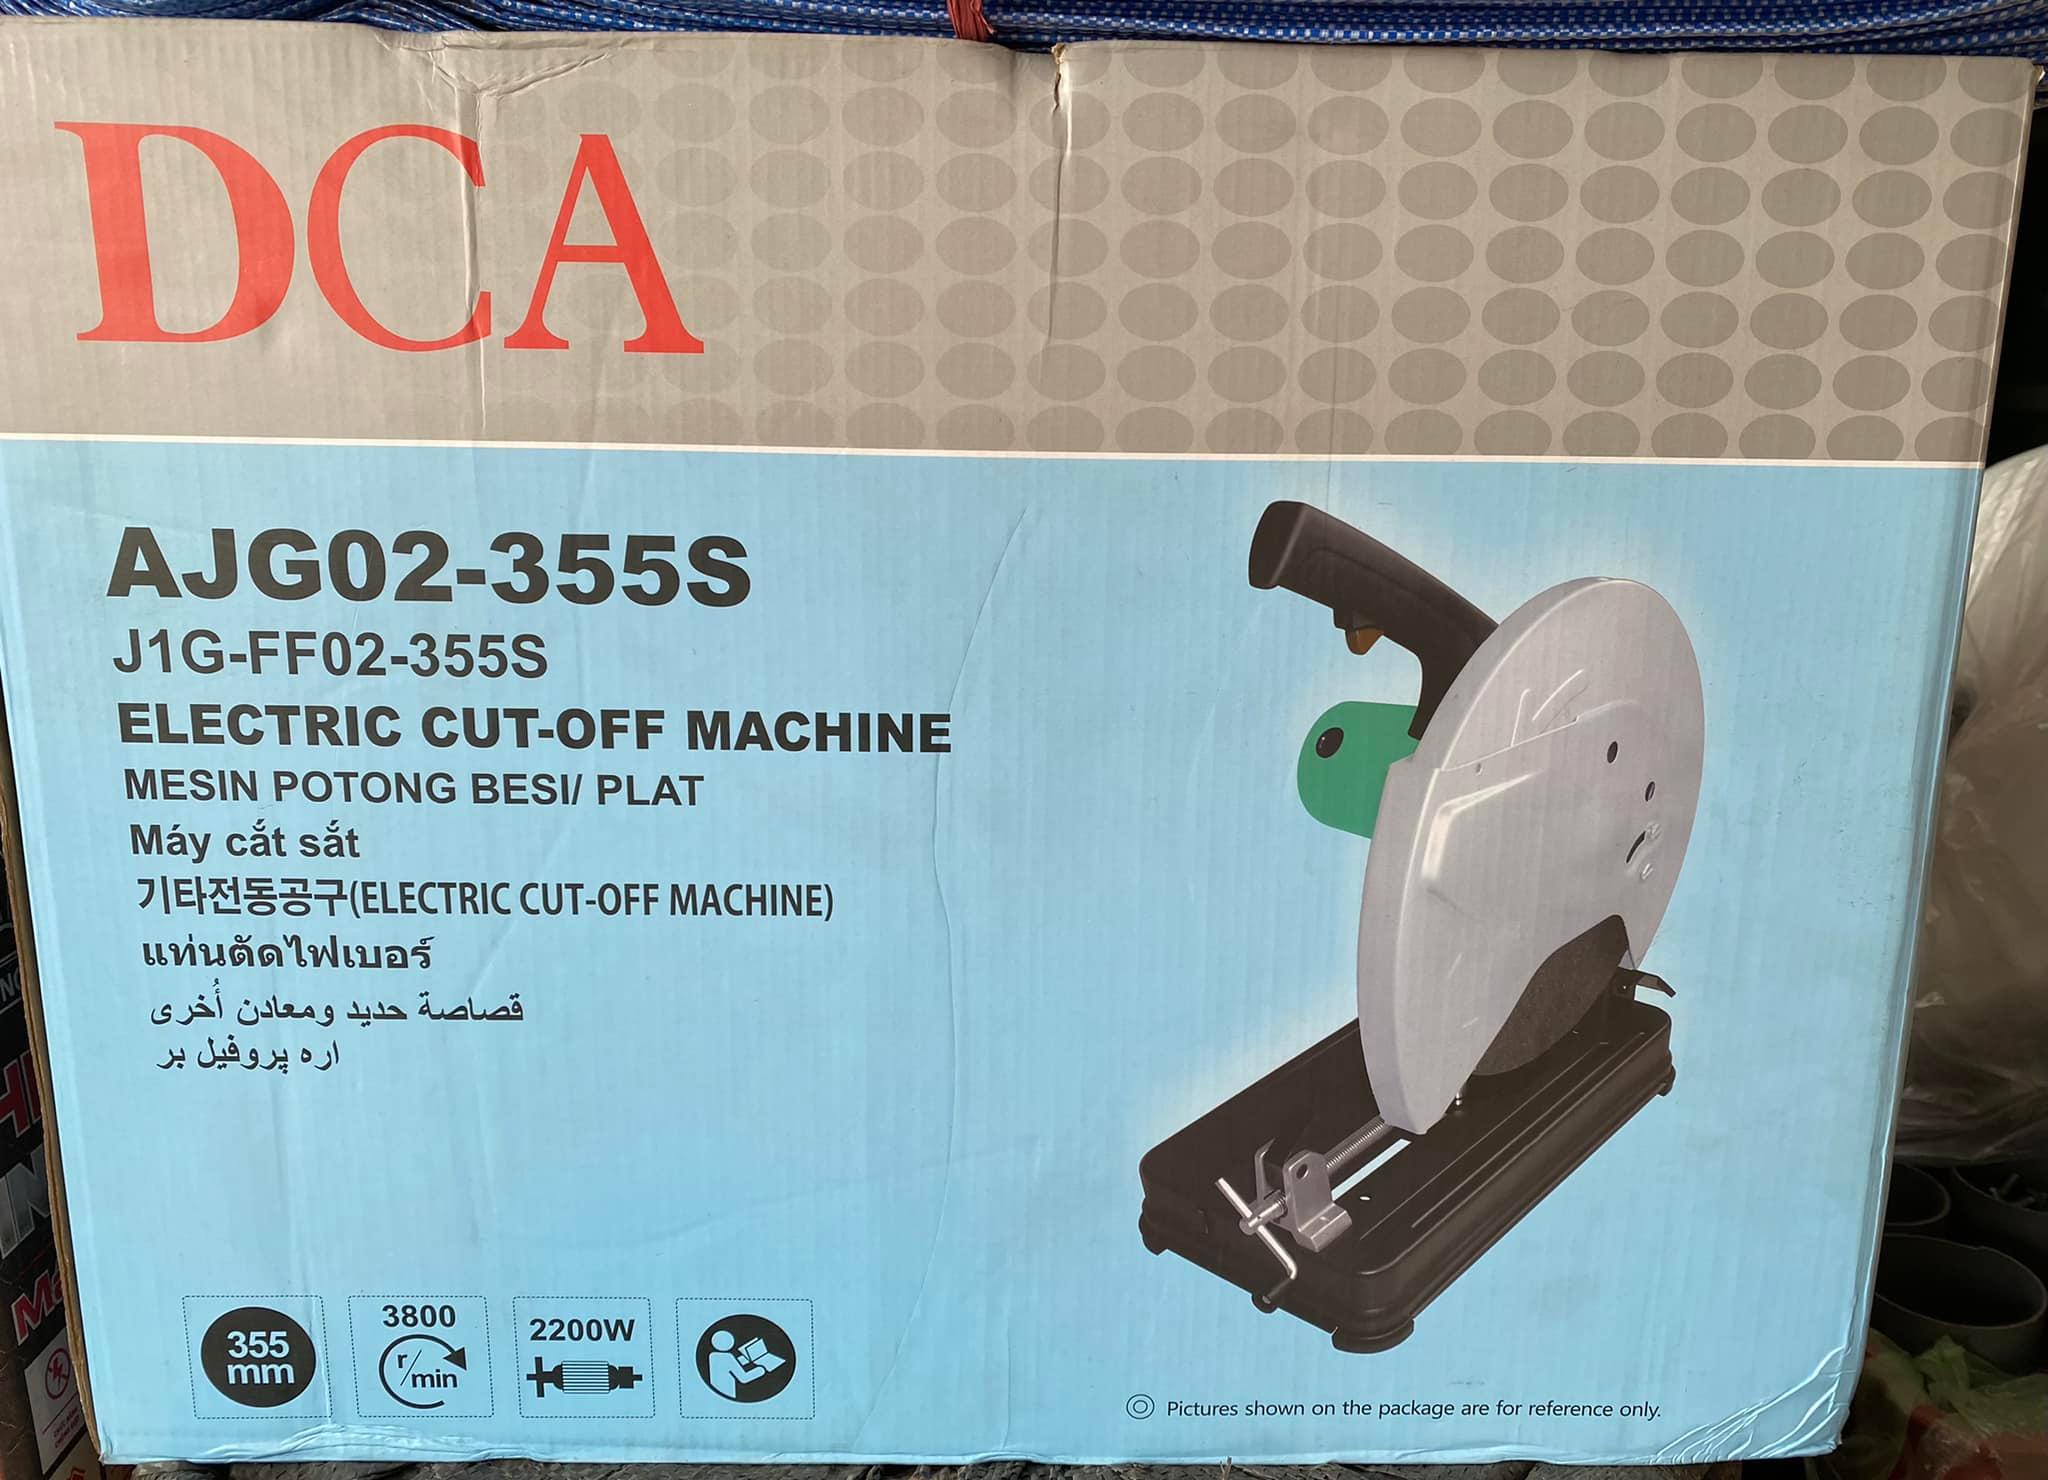 DCA
AJG02-355S
J1G-FF02-355S
ELECTRIC CUT-OFF MACHINE
MESIN POTONG BESI/ PLAT
Máy cắt sắt
기타전동공구(ELECTRIC CUT-OFF MACHINE)
แท่นตัดไฟเบอร์
قصاصة حديد ومعادن أُخرى
اره پروفیل بر
355
mm
3800
r/min
2200W
Pictures shown on the package are for reference only.